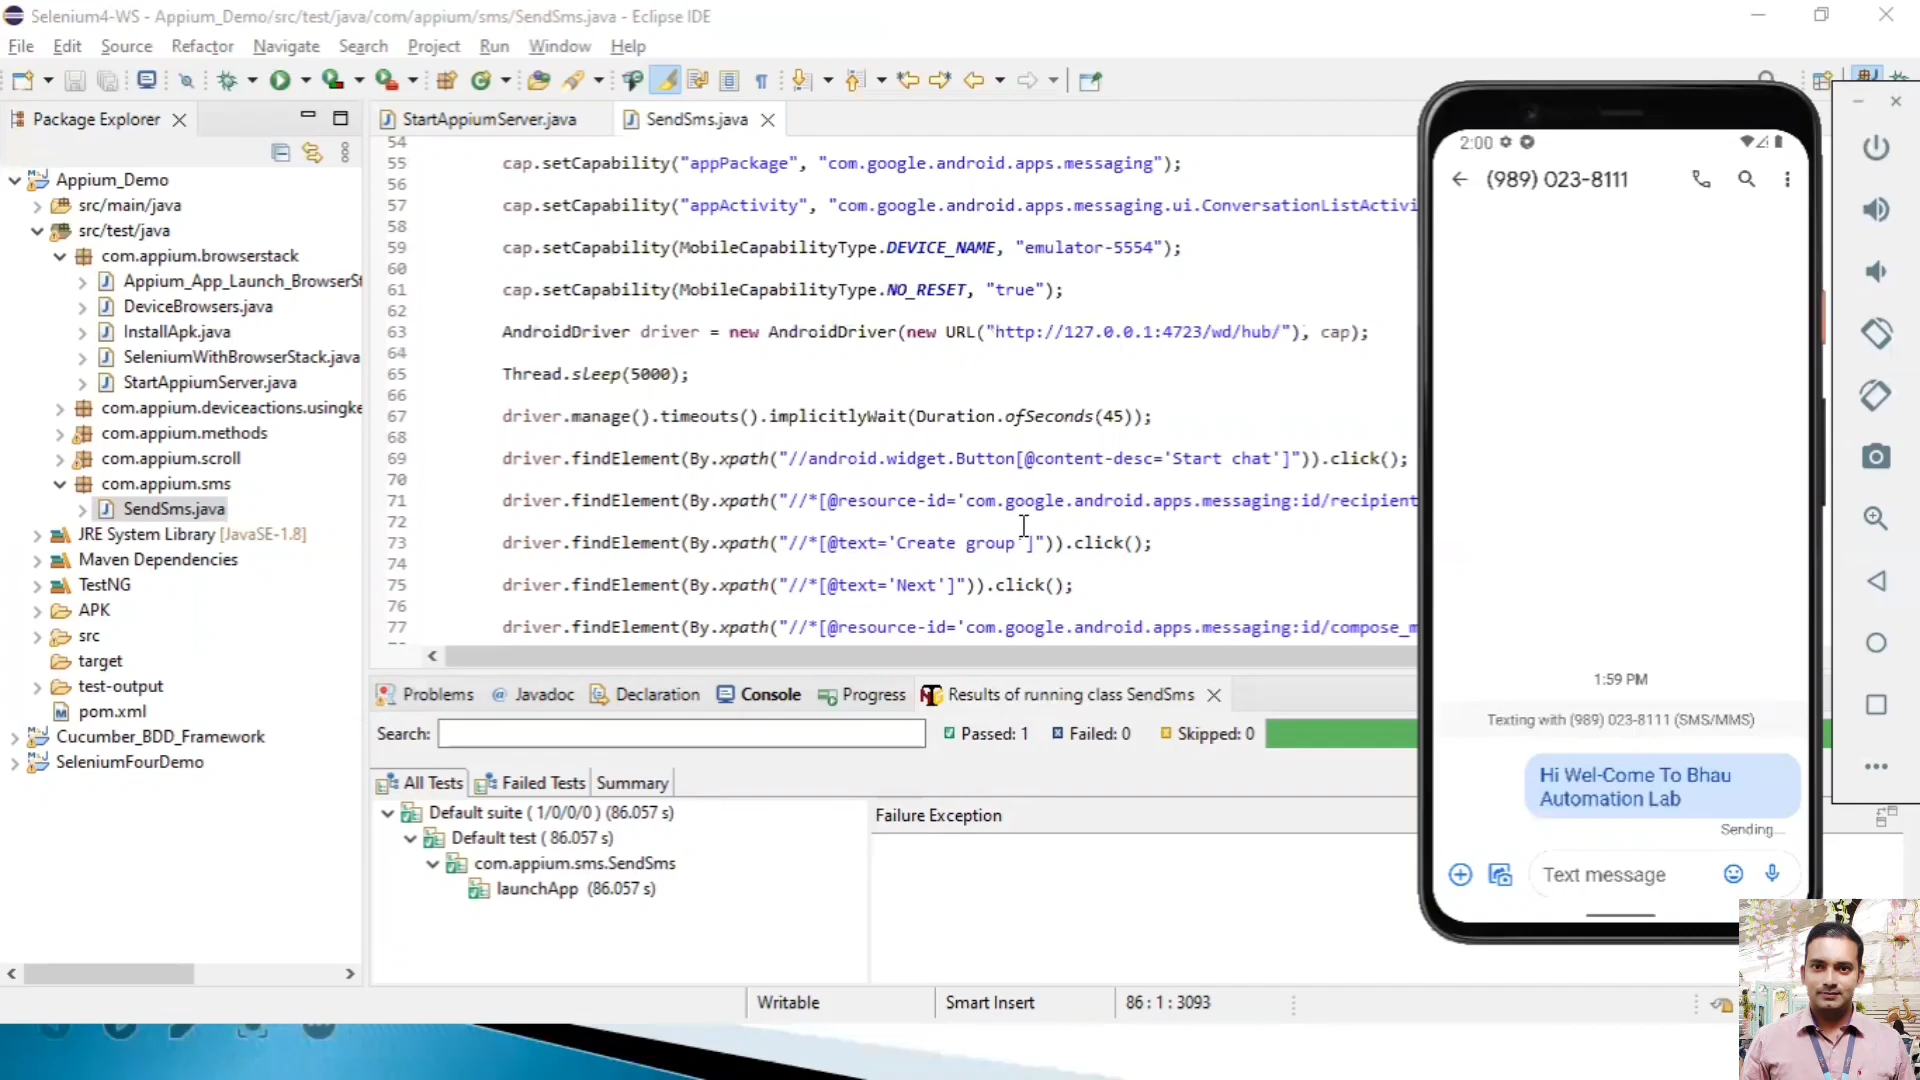 Selenium4-WS - Appium_Demo/src/test/java/com/appium/sms/SendSms.java - Eclipse IDE
File Edit Source Refactor Navigate Search Project Run Window Help
Package Explorer
StartAppiumServer.java
SendSms.java
Appium_Demo
src/main/java
src/test/java
com.appium.browserstack
Appium_App_Launch_BrowserSt
DeviceBrowsers.java
InstallApk.java
SeleniumWithBrowserStack.java
StartAppiumServer.java
com.appium.deviceactions.usingke
com.appium.methods
com.appium.scroll
com.appium.sms
SendSms.java
JRE System Library [JavaSE-1.8]
Maven Dependencies
TestNG
APK
src
target
test-output
pom.xml
Cucumber_BDD_Framework
SeleniumFourDemo
54
55 cap.setCapability("appPackage", "com.google.android.apps.messaging");
56
57 cap.setCapability("appActivity", "com.google.android.apps.messaging.ui.ConversationListActivi
58
59 cap.setCapability(MobileCapabilityType.DEVICE_NAME, "emulator-5554");
60
61 cap.setCapability(MobileCapabilityType.NO_RESET, "true");
62
63 AndroidDriver driver = new AndroidDriver(new URL("http://127.0.0.1:4723/wd/hub/"), cap);
64
65 Thread.sleep(5000);
66
67 driver.manage().timeouts().implicitlyWait(Duration.ofSeconds(45));
68
69 driver.findElement(By.xpath("//android.widget.Button[@content-desc='Start chat']")).click();
70
71 driver.findElement(By.xpath("//*[@resource-id='com.google.android.apps.messaging:id/recipient
72
73 driver.findElement(By.xpath("//*[@text='Create group']")).click();
74
75 driver.findElement(By.xpath("//*[@text='Next']")).click();
76
77 driver.findElement(By.xpath("//*[@resource-id='com.google.android.apps.messaging:id/compose_m
Problems Javadoc Declaration Console Progress Results of running class SendSms
Search: Passed: 1 Failed: 0 Skipped: 0
All Tests Failed Tests Summary
Default suite ( 1/0/0/0 ) (86.057 s)
Default test ( 86.057 s)
com.appium.sms.SendSms
launchApp (86.057 s)
Failure Exception
Writable Smart Insert 86 : 1 : 3093
2:00
(989) 023-8111
1:59 PM
Texting with (989) 023-8111 (SMS/MMS)
Hi Wel-Come To Bhau
Automation Lab
Sending...
Text message